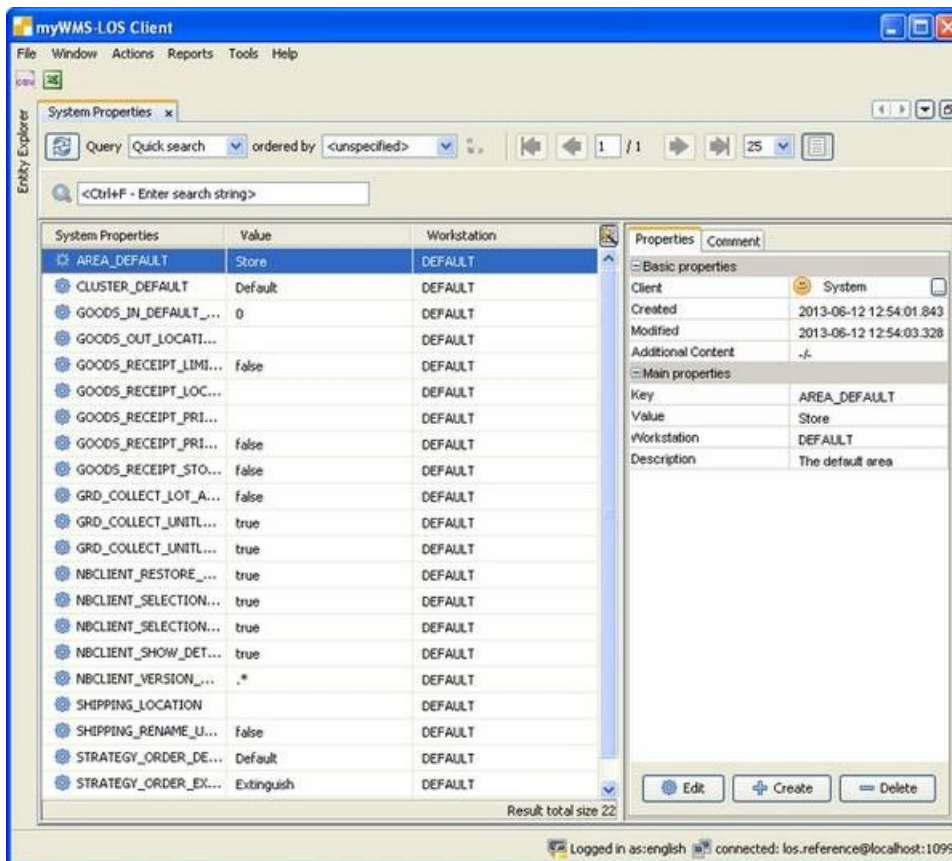 myWMS-LOS Client
File Window Actions Reports Tools Help
csv
Entity Explorer
System Properties x
Query Quick search ordered by <unspecified> 1 / 1 25
<Ctrl+F - Enter search string>
System Properties Value Workstation
AREA_DEFAULT Store DEFAULT
CLUSTER_DEFAULT Default DEFAULT
GOODS_IN_DEFAULT_... 0 DEFAULT
GOODS_OUT_LOCATI... DEFAULT
GOODS_RECEIPT_LIMI... false DEFAULT
GOODS_RECEIPT_LOC... DEFAULT
GOODS_RECEIPT_PRI... DEFAULT
GOODS_RECEIPT_PRI... false DEFAULT
GOODS_RECEIPT_STO... false DEFAULT
GRD_COLLECT_LOT_A... false DEFAULT
GRD_COLLECT_UNITL... true DEFAULT
GRD_COLLECT_UNITL... true DEFAULT
NBCLIENT_RESTORE_... true DEFAULT
NBCLIENT_SELECTION... true DEFAULT
NBCLIENT_SELECTION... true DEFAULT
NBCLIENT_SHOW_DET... true DEFAULT
NBCLIENT_VERSION_... .* DEFAULT
SHIPPING_LOCATION DEFAULT
SHIPPING_RENAME_U... false DEFAULT
STRATEGY_ORDER_DE... Default DEFAULT
STRATEGY_ORDER_EX... Extinguish DEFAULT
Result total size 22
Properties Comment
Basic properties
Client System ...
Created 2013-06-12 12:54:01.843
Modified 2013-06-12 12:54:03.328
Additional Content -/-
Main properties
Key AREA_DEFAULT
Value Store
Workstation DEFAULT
Description The default area
Edit Create Delete
Logged in as:english connected: los.reference@localhost:1099